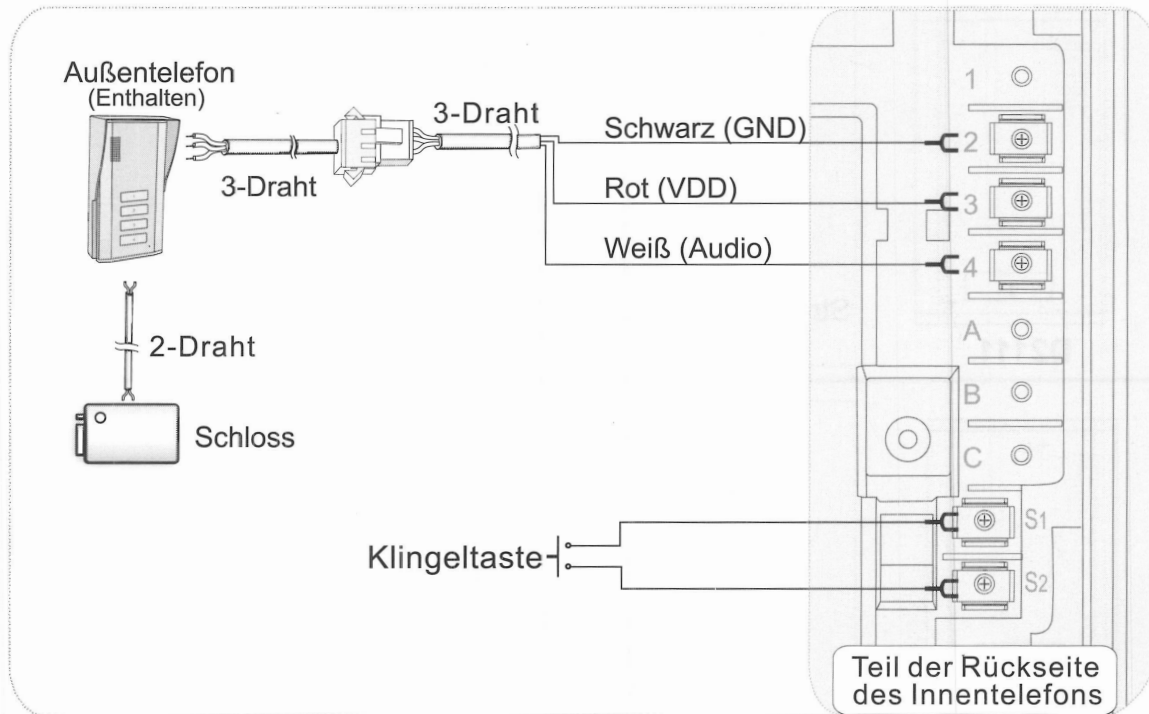 Außentelefon
(Enthalten)
3-Draht
3-Draht
Schwarz (GND)
Rot (VDD)
Weiß (Audio)
2-Draht
Schloss
Klingeltaste
1
2
3
4
A
B
C
S1
S2
Teil der Rückseite
des Innentelefons